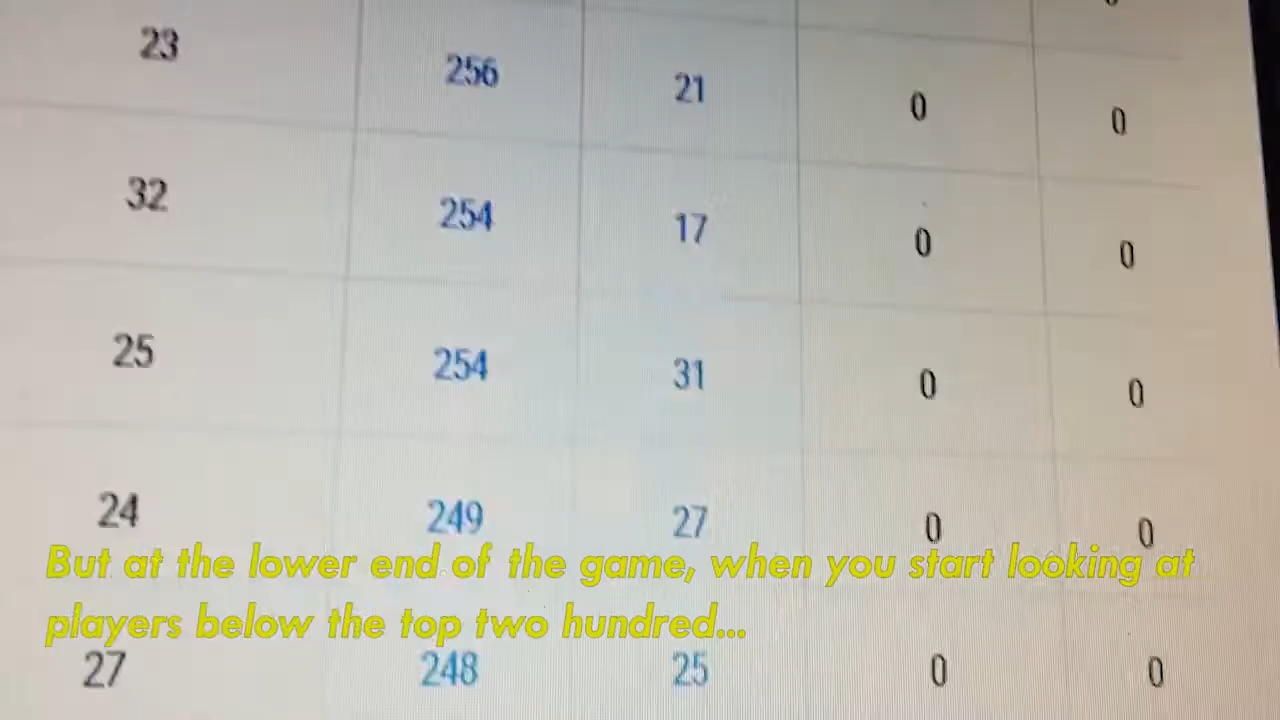 23 256 21 0 0
32 254 17 0 0
25 254 31 0 0
24 249 27 0 0
But at the lower end of the game, when you start looking at
players below the top two hundred...
27 248 25 0 0